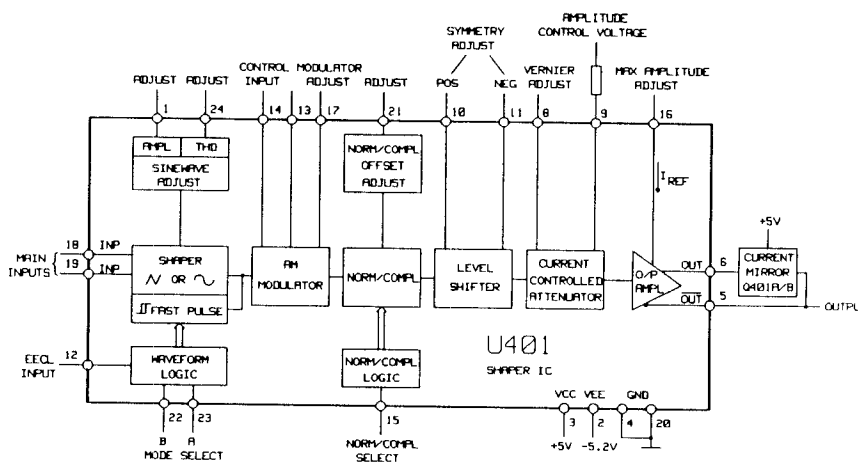 AMPLITUDE
CONTROL VOLTAGE
SYMMETRY
ADJUST
ADJUST ADJUST CONTROL INPUT MODULATOR ADJUST ADJUST POS NEG VERNIER ADJUST MAX AMPLITUDE ADJUST
1 24 14 13 17 21 10 11 8 9 16
AMPL THD
SINEWAVE
ADJUST
NORM/COMPL
OFFSET
ADJUST
IREF
+5V
MAIN
INPUTS
18 INP
19 INP
SHAPER
OR
FAST PULSE
AM
MODULATOR
NORM/COMPL
LEVEL
SHIFTER
CURRENT
CONTROLLED
ATTENUATOR
O/P
AMPL
OUT 6
OUT 5
CURRENT
MIRROR
Q401A/B
OUTPUT
EECL
INPUT
12
WAVEFORM
LOGIC
NORM/COMPL
LOGIC
U401
SHAPER IC
VCC VEE GND
22 23 15 3 2 4 20
B A
MODE SELECT
NORM/COMPL
SELECT
+5V -5.2V